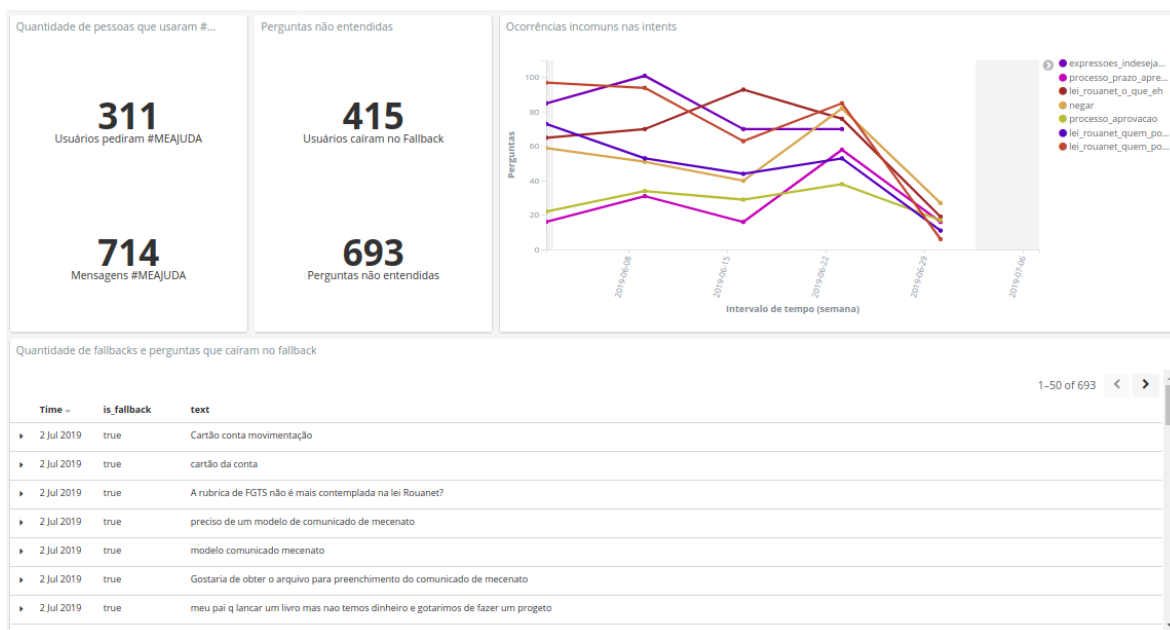 Quantidade de pessoas que usaram #...
311
Usuários pediram #MEAJUDA
714
Mensagens #MEAJUDA
Perguntas não entendidas
415
Usuários caíram no Fallback
693
Perguntas não entendidas
Ocorrências incomuns nas intents
100
80
60
40
20
0
Perguntas
2019-06-08
2019-06-15
2019-06-22
2019-06-29
2019-07-06
Intervalo de tempo (semana)
expressoes_indeseja...
processo_prazo_apre...
lei_rouanet_o_que_eh
negar
processo_aprovacao
lei_rouanet_quem_po...
lei_rouanet_quem_po...
Quantidade de fallbacks e perguntas que caíram no fallback
1–50 of 693
Time is_fallback text
2 Jul 2019 true Cartão conta movimentação
2 Jul 2019 true cartão da conta
2 Jul 2019 true A rubrica de FGTS não é mais contemplada na lei Rouanet?
2 Jul 2019 true preciso de um modelo de comunicado de mecenato
2 Jul 2019 true modelo comunicado mecenato
2 Jul 2019 true Gostaria de obter o arquivo para preenchimento do comunicado de mecenato
2 Jul 2019 true meu pai q lancar um livro mas nao temos dinheiro e gotarimos de fazer um progeto